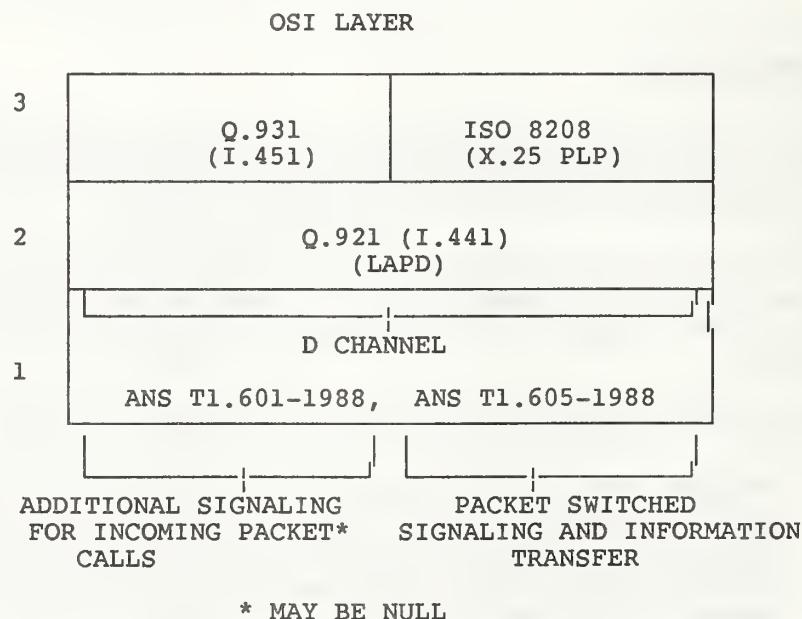 OSI LAYER
3
Q.931 ISO 8208
(I.451) (X.25 PLP)
2
Q.921 (I.441)
(LAPD)
D CHANNEL
1
ANS T1.601-1988, ANS T1.605-1988
ADDITIONAL SIGNALING PACKET SWITCHED
FOR INCOMING PACKET* SIGNALING AND INFORMATION
CALLS TRANSFER
* MAY BE NULL